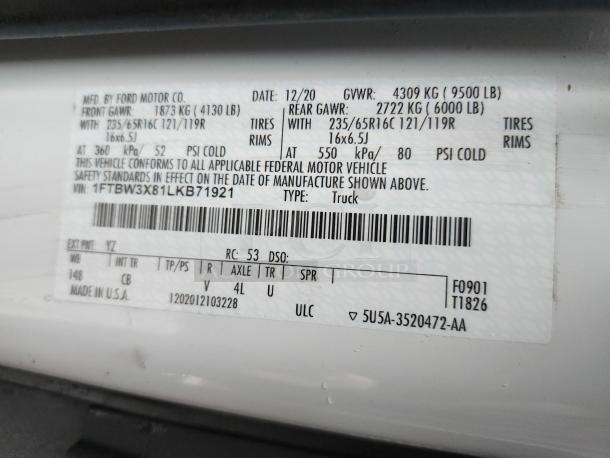 MFD. BY FORD MOTOR CO. DATE: 12/20 GVWR: 4309 KG ( 9500 LB)
FRONT GAWR: 1873 KG ( 4130 LB) REAR GAWR: 2722 KG ( 6000 LB)
WITH 235/65R16C 121/119R TIRES WITH 235/65R16C 121/119R TIRES
16x6.5J RIMS 16x6.5J RIMS
AT 360 kPa/ 52 PSI COLD AT 550 kPa/ 80 PSI COLD
THIS VEHICLE CONFORMS TO ALL APPLICABLE FEDERAL MOTOR VEHICLE
SAFETY STANDARDS IN EFFECT ON THE DATE OF MANUFACTURE SHOWN ABOVE.
VIN: 1FTBW3X81LKB71921 TYPE: Truck
EXT PNT: YZ RC: 53 DSO:
WB INT TR TP/PS R AXLE TR SPR F0901
148 CB V 4L U T1826
MADE IN U.S.A. 1202012103228 ULC ▽ 5U5A-3520472-AA
GROUP